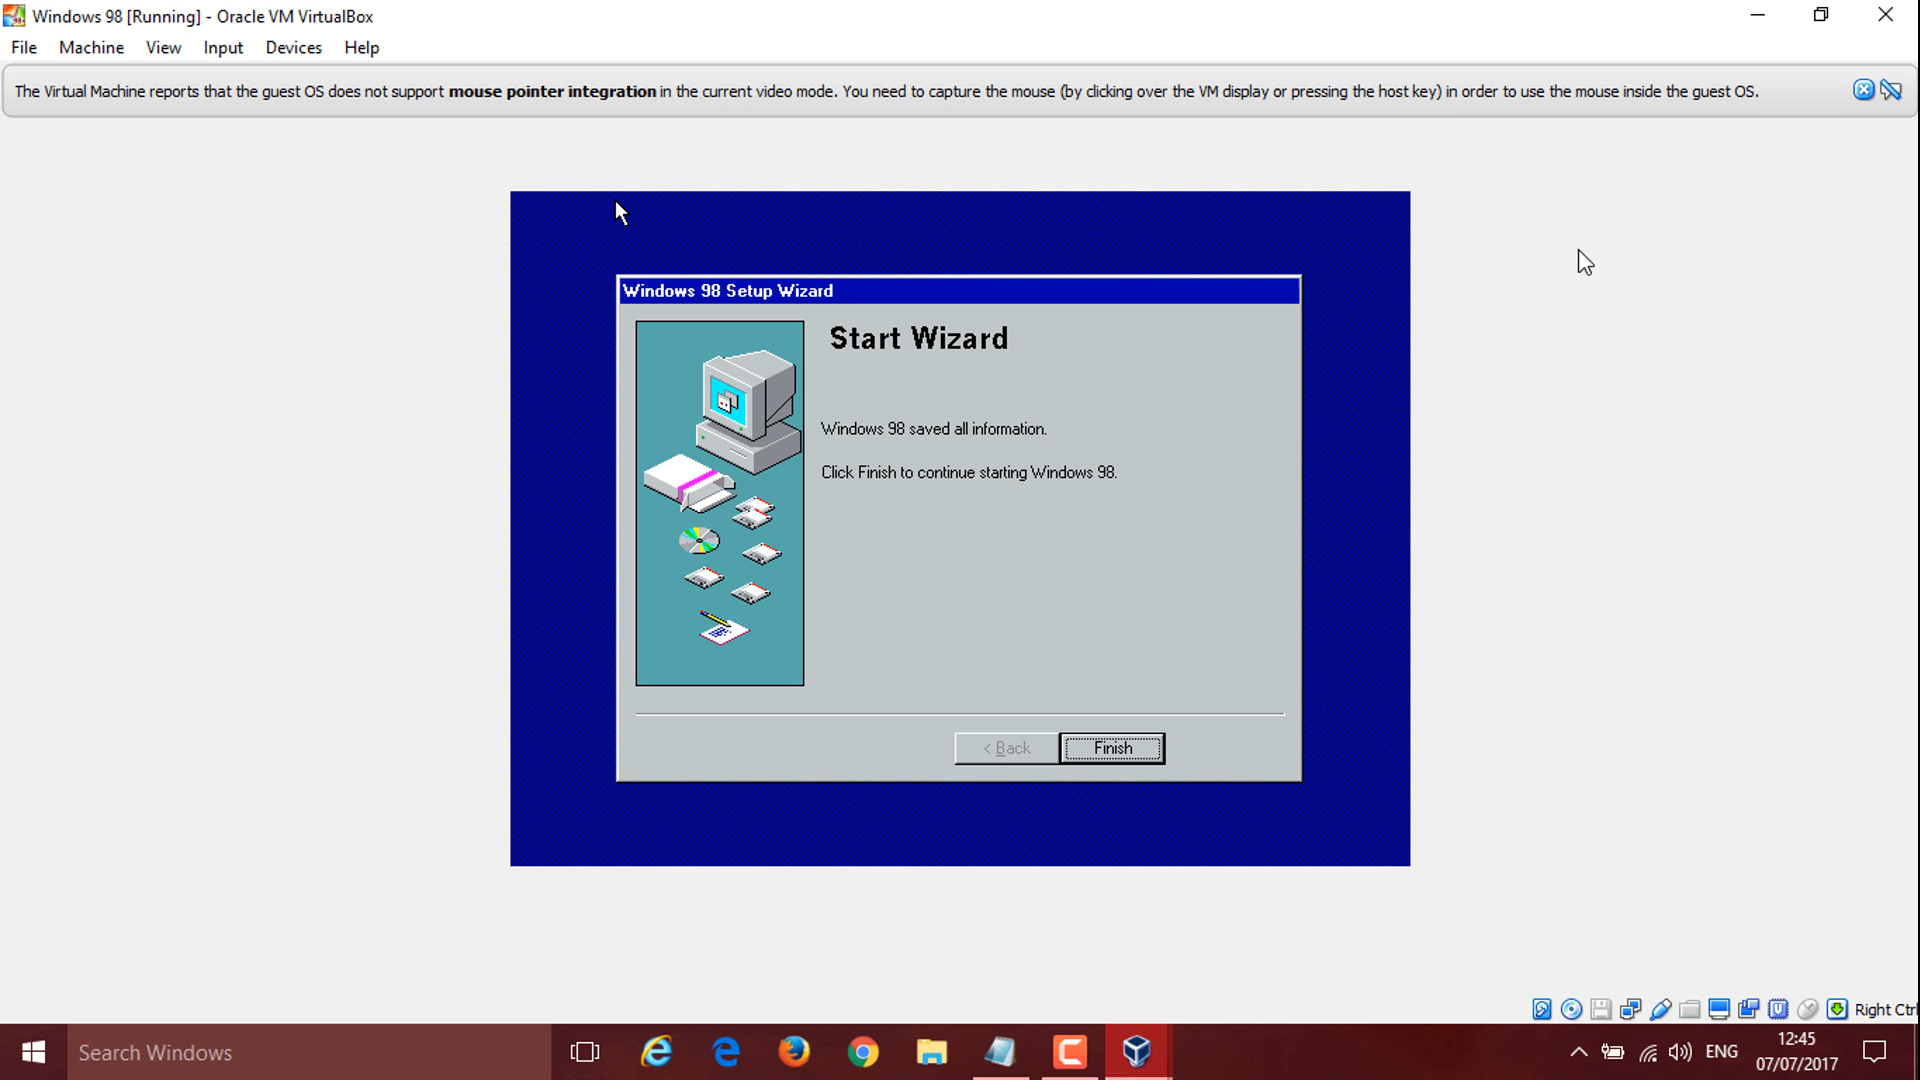 Windows 98 [Running] - Oracle VM VirtualBox
File Machine View Input Devices Help
The Virtual Machine reports that the guest OS does not support mouse pointer integration in the current video mode. You need to capture the mouse (by clicking over the VM display or pressing the host key) in order to use the mouse inside the guest OS.
Windows 98 Setup Wizard
Start Wizard
Windows 98 saved all information.
Click Finish to continue starting Windows 98.
< Back Finish
Right Ctrl
Search Windows
ENG
12:45
07/07/2017